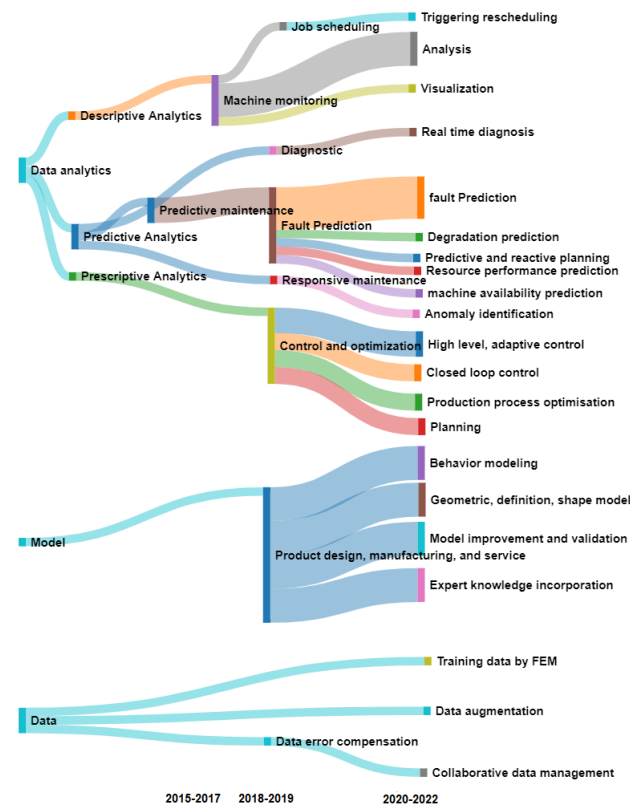 Triggering rescheduling
Job scheduling
Analysis
Visualization
Machine monitoring
Descriptive Analytics
Real time diagnosis
Diagnostic
Data analytics
fault Prediction
Predictive maintenance
Fault Prediction
Predictive Analytics
Degradation prediction
Predictive and reactive planning
Resource performance prediction
Prescriptive Analytics
Responsive maintenance
machine availability prediction
Anomaly identification
Control and optimization
High level, adaptive control
Closed loop control
Production process optimisation
Planning
Behavior modeling
Geometric, definition, shape model
Model
Model improvement and validation
Product design, manufacturing, and service
Expert knowledge incorporation
Training data by FEM
Data augmentation
Data
Data error compensation
Collaborative data management
2015-2017 2018-2019 2020-2022